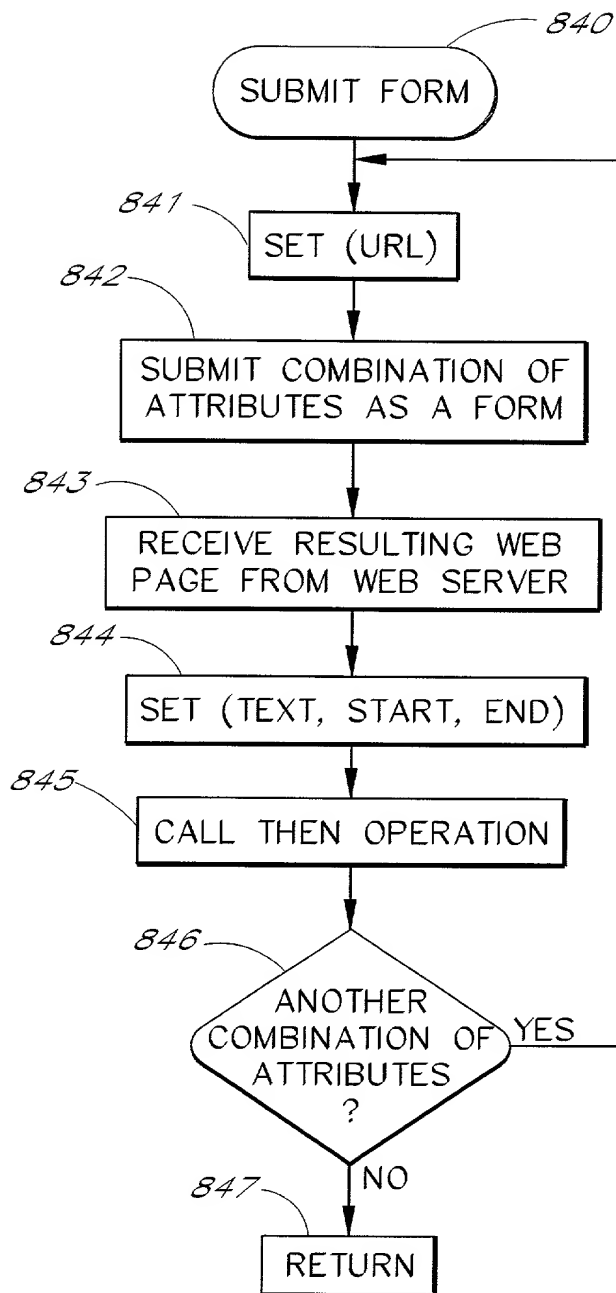 840
SUBMIT FORM
841
SET (URL)
842
SUBMIT COMBINATION OF
ATTRIBUTES AS A FORM
843
RECEIVE RESULTING WEB
PAGE FROM WEB SERVER
844
SET (TEXT, START, END)
845
CALL THEN OPERATION
846
ANOTHER
COMBINATION OF
ATTRIBUTES
?
YES
NO
847
RETURN